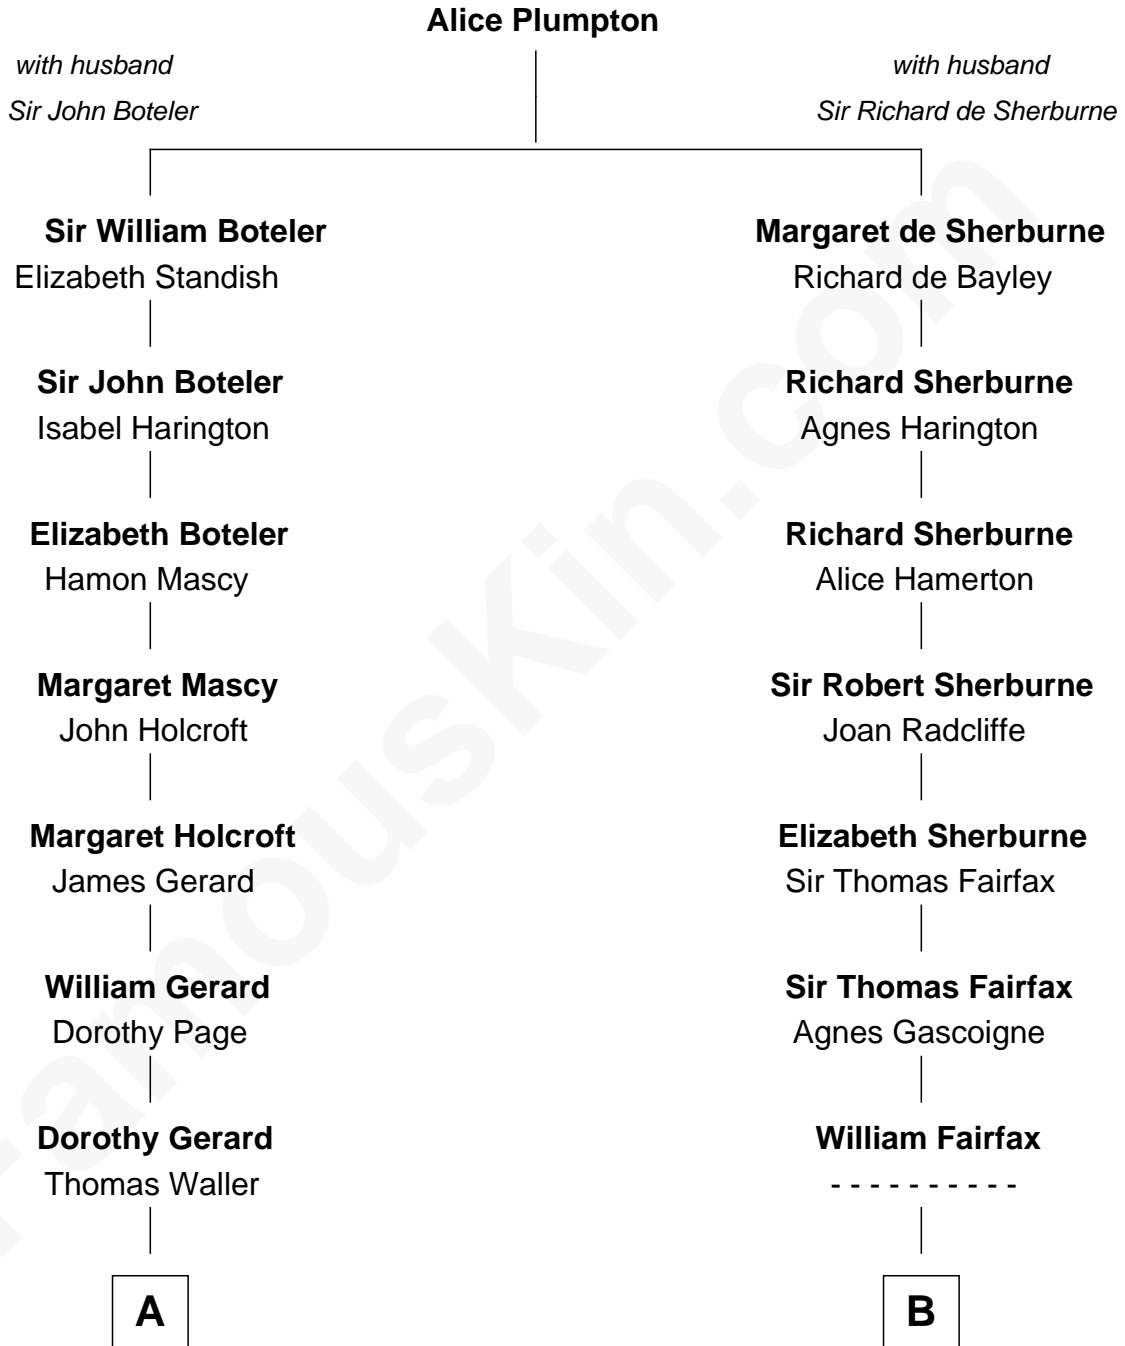 Alice Plumpton
with husband
Sir John Boteler
with husband
Sir Richard de Sherburne
Sir William Boteler
Elizabeth Standish
Margaret de Sherburne
Richard de Bayley
Sir John Boteler
Isabel Harington
Richard Sherburne
Agnes Harington
Elizabeth Boteler
Hamon Mascy
Richard Sherburne
Alice Hamerton
Margaret Mascy
John Holcroft
Sir Robert Sherburne
Joan Radcliffe
Margaret Holcroft
James Gerard
Elizabeth Sherburne
Sir Thomas Fairfax
William Gerard
Dorothy Page
Sir Thomas Fairfax
Agnes Gascoigne
Dorothy Gerard
Thomas Waller
William Fairfax
- - - - - - - - - -
A
B
FamousKin.com